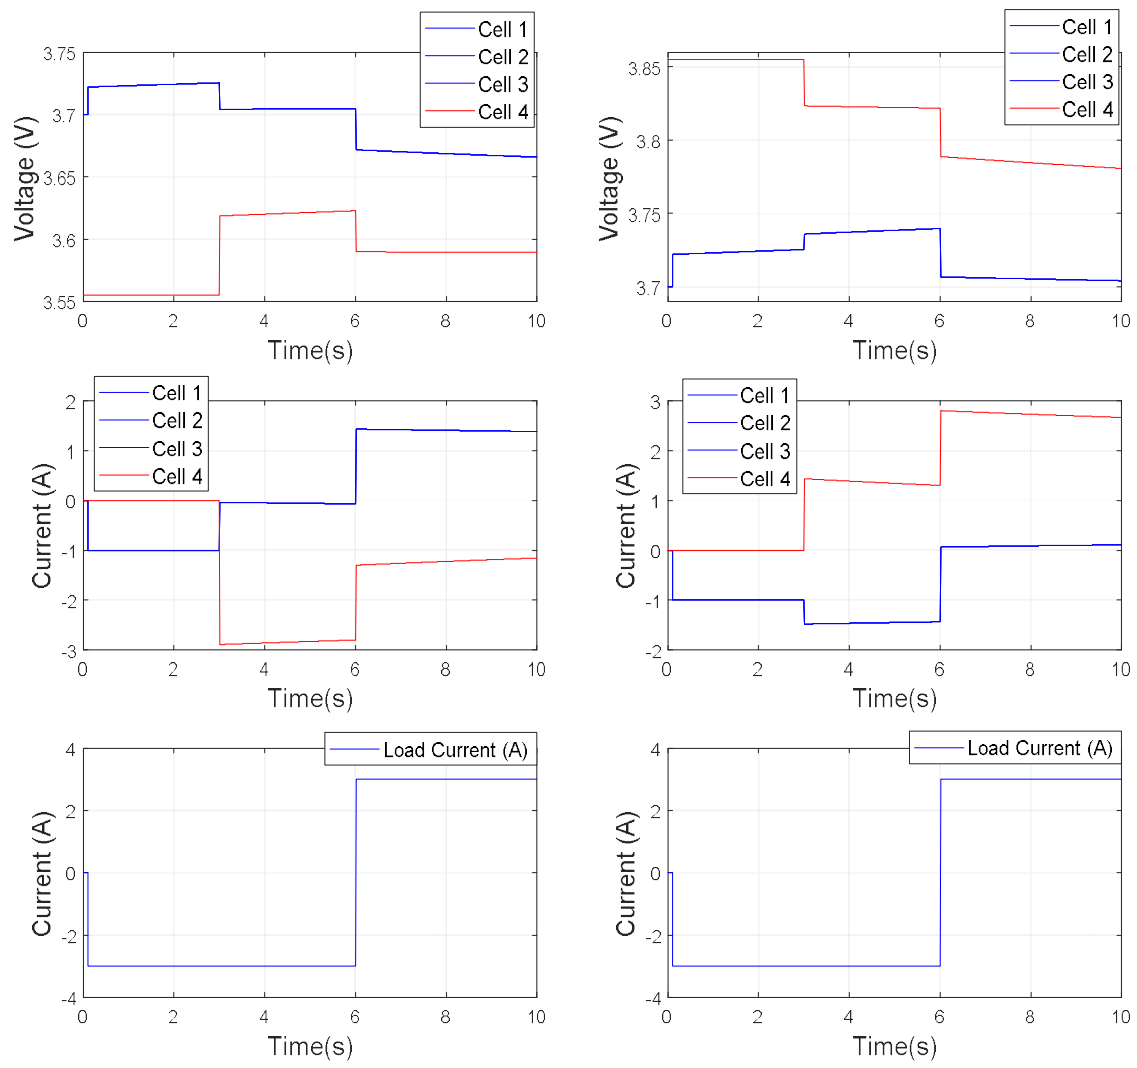 Cell 1
Cell 2
Cell 3
Cell 4
3.75
3.7
3.65
3.6
3.55
Voltage (V)
0 2 4 6 8 10
Time(s)
Cell 1
Cell 2
Cell 3
Cell 4
3.85
3.8
3.75
3.7
Voltage (V)
0 2 4 6 8 10
Time(s)
Cell 1
Cell 2
Cell 3
Cell 4
2
1
0
-1
-2
-3
Current (A)
0 2 4 6 8 10
Time(s)
Cell 1
Cell 2
Cell 3
Cell 4
3
2
1
0
-1
-2
Current (A)
0 2 4 6 8 10
Time(s)
Load Current (A)
4
2
0
-2
-4
Current (A)
0 2 4 6 8 10
Time(s)
Load Current (A)
4
2
0
-2
-4
Current (A)
0 2 4 6 8 10
Time(s)